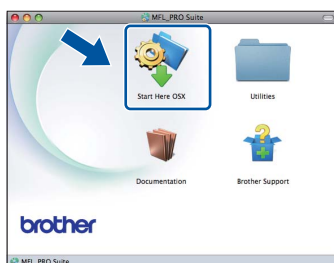 MFL_PRO Suite
Start Here OSX
Utilities
Documentation
Brother Support
brother
MFL_PRO Suite